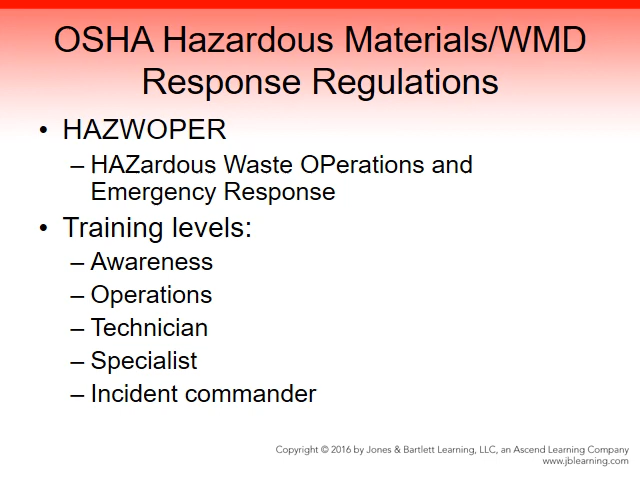 OSHA Hazardous Materials/WMD
Response Regulations
• HAZWOPER
– HAZardous Waste OPerations and
Emergency Response
• Training levels:
– Awareness
– Operations
– Technician
– Specialist
– Incident commander
Copyright © 2016 by Jones & Bartlett Learning, LLC, an Ascend Learning Company
www.jblearning.com